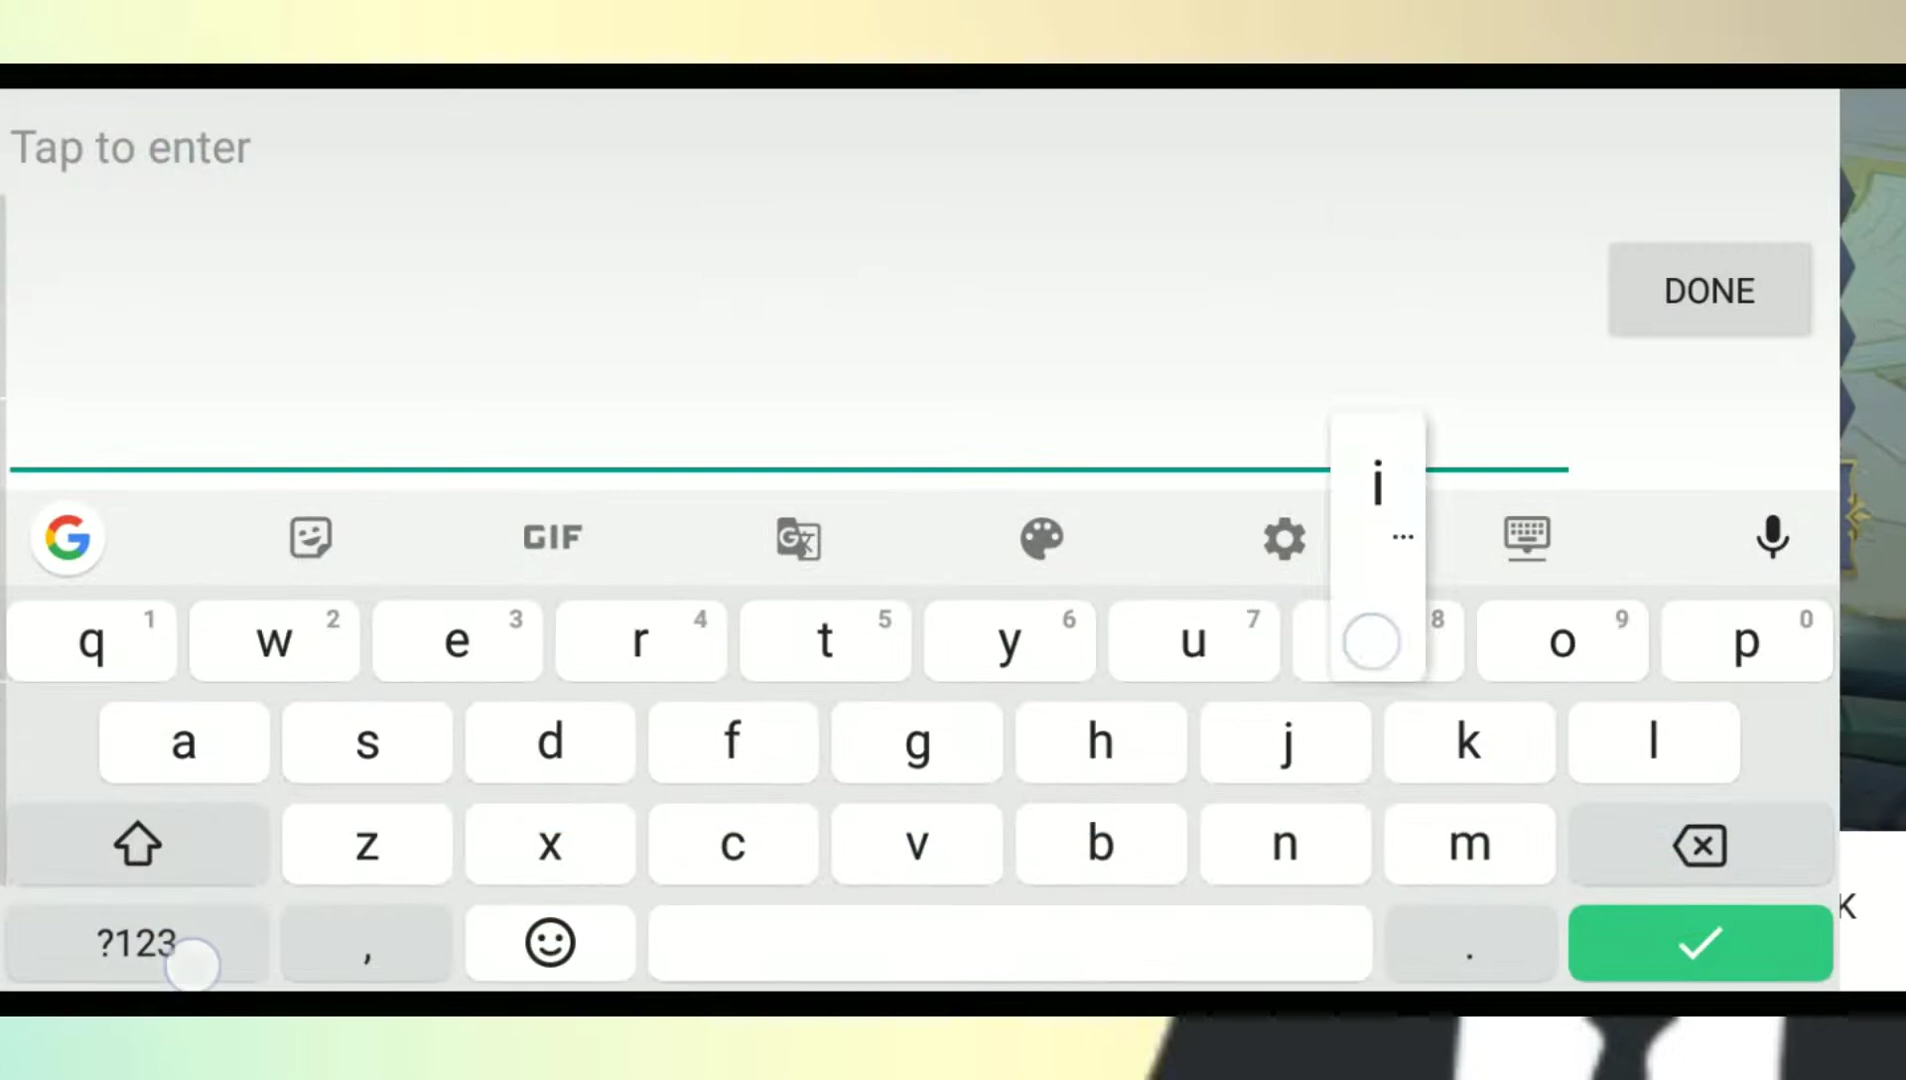 Tap to enter
DONE
i
...
G GIF G
q 1 w 2 e 3 r 4 t 5 y 6 u 7 8 o 9 p 0
a s d f g h j k l
z x c v b n m
K
?123 , .